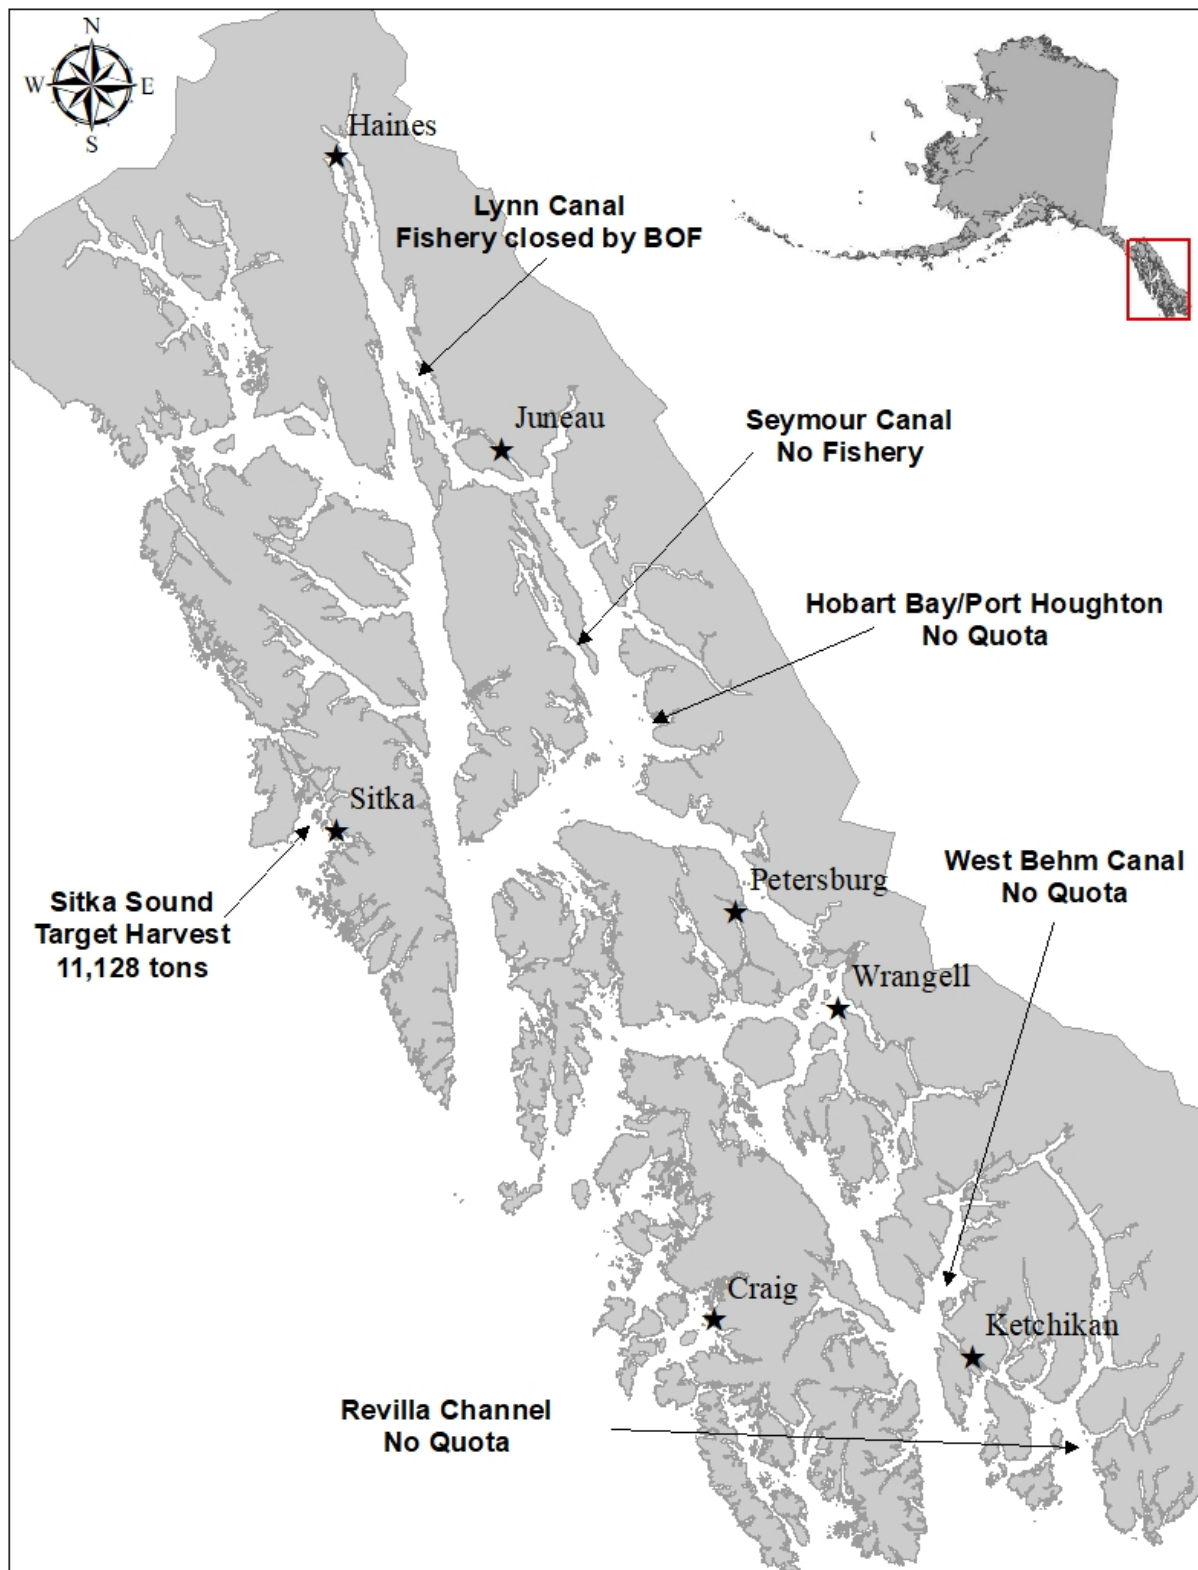 N
W E
S
Haines
Lynn Canal
Fishery closed by BOF
Juneau
Seymour Canal
No Fishery
Hobart Bay/Port Houghton
No Quota
Sitka
Sitka Sound
Target Harvest
11,128 tons
Petersburg
West Behm Canal
No Quota
Wrangell
Craig
Ketchikan
Revilla Channel
No Quota